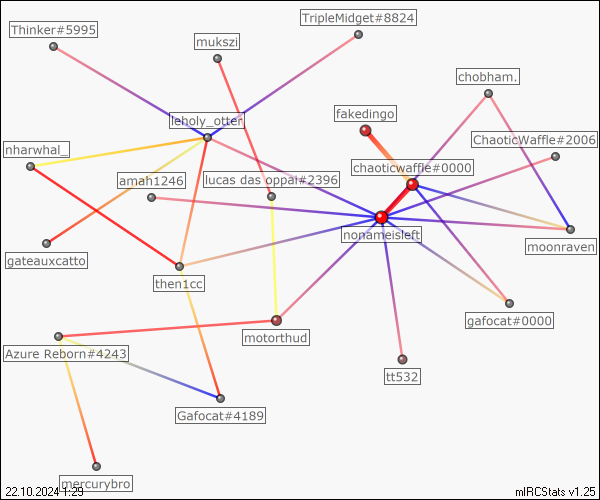 TripleMidget#8824
Thinker#5995
mukszi
chobham.
fakedingo
leholy_otter
ChaoticWaffle#2006
nharwhal_
chaoticwaffle#0000
amah1246
lucas das oppai#2396
nonameisleft
moonraven
gateauxcatto
then1cc
gafocat#0000
motorthud
Azure Reborn#4243
tt532
Gafocat#4189
mercurybro
22.10.2024 1:29
mIRCStats v1.25